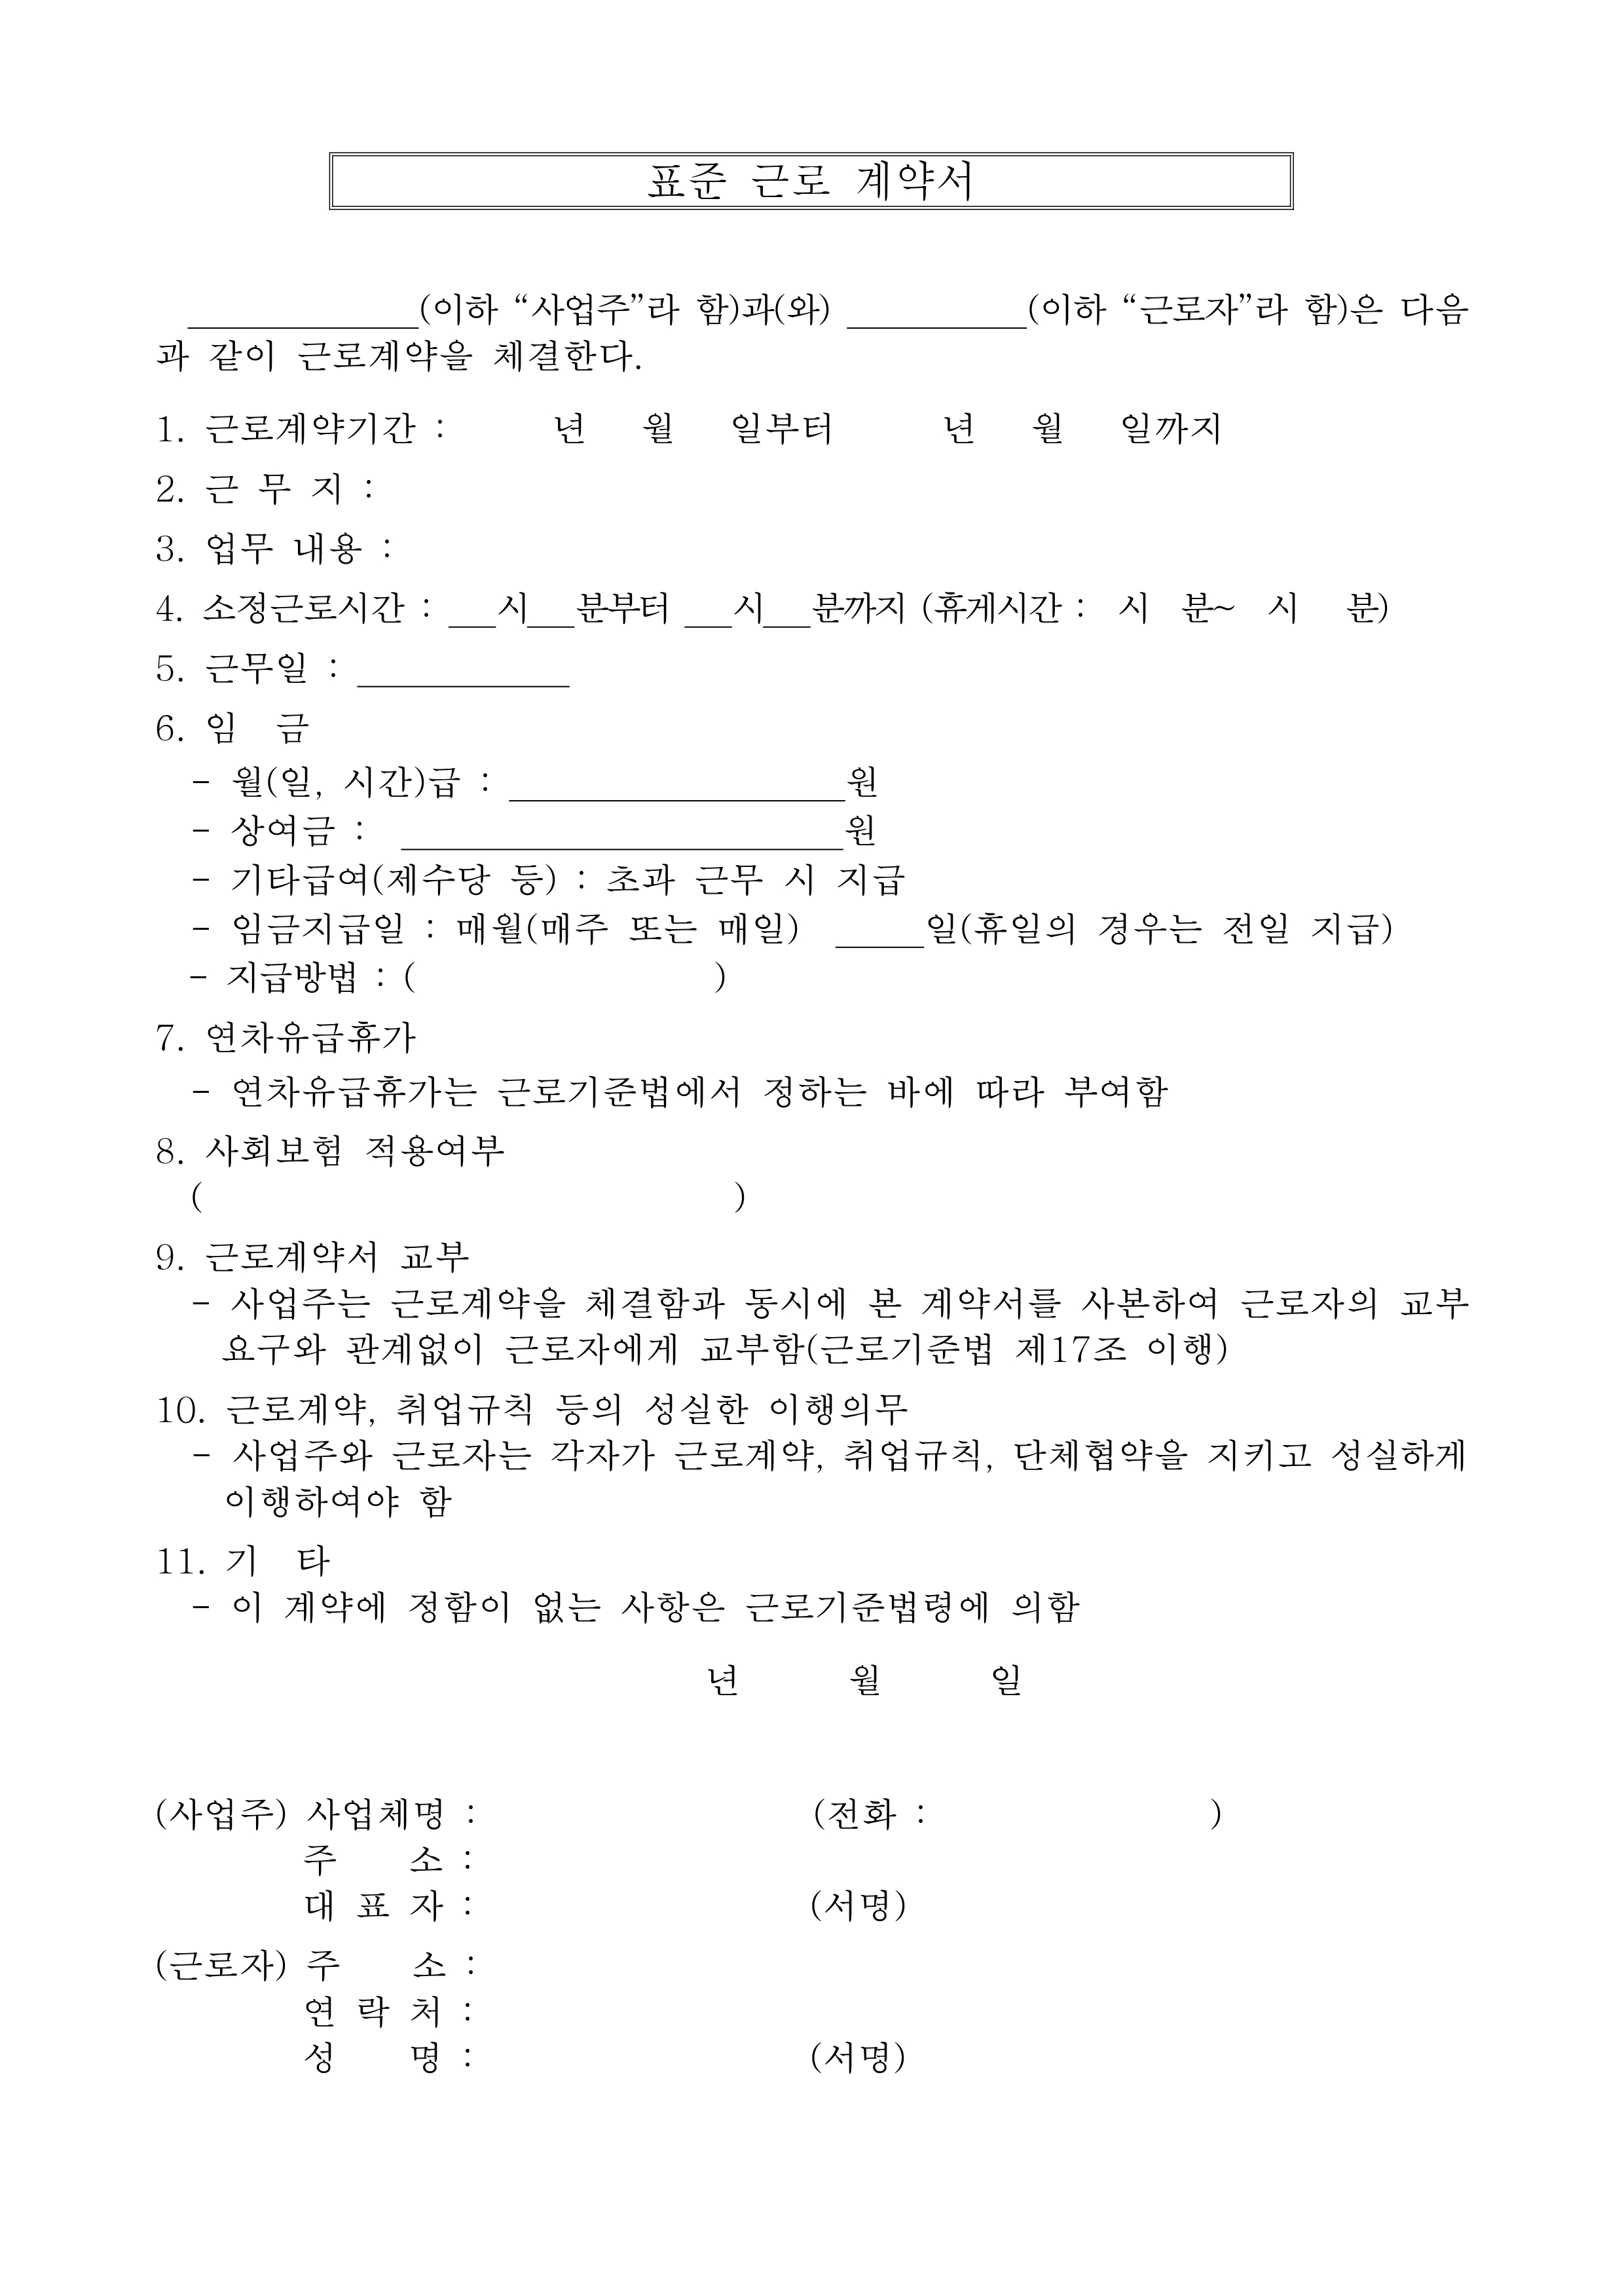 표준 근로 계약서
____________(이하 “사업주”라 함)과(와) __________(이하 “근로자”라 함)은 다음
과 같이 근로계약을 체결한다.
1. 근로계약기간 : 년 월 일부터 년 월 일까지
2. 근 무 지 :
3. 업무 내용 :
4. 소정근로시간 : ___시___분부터 ___시___분까지 (휴게시간 : 시 분~ 시 분)
5. 근무일 : ____________
6. 임 금
- 월(일, 시간)급 : ____________________원
- 상여금 : __________________________원
- 기타급여(제수당 등) : 초과 근무 시 지급
- 임금지급일 : 매월(매주 또는 매일) _____일(휴일의 경우는 전일 지급)
- 지급방법 : ( )
7. 연차유급휴가
- 연차유급휴가는 근로기준법에서 정하는 바에 따라 부여함
8. 사회보험 적용여부
( )
9. 근로계약서 교부
- 사업주는 근로계약을 체결함과 동시에 본 계약서를 사본하여 근로자의 교부
요구와 관계없이 근로자에게 교부함(근로기준법 제17조 이행)
10. 근로계약, 취업규칙 등의 성실한 이행의무
- 사업주와 근로자는 각자가 근로계약, 취업규칙, 단체협약을 지키고 성실하게
이행하여야 함
11. 기 타
- 이 계약에 정함이 없는 사항은 근로기준법령에 의함
년 월 일
(사업주) 사업체명 : (전화 : )
주 소 :
대 표 자 : (서명)
(근로자) 주 소 :
연 락 처 :
성 명 : (서명)